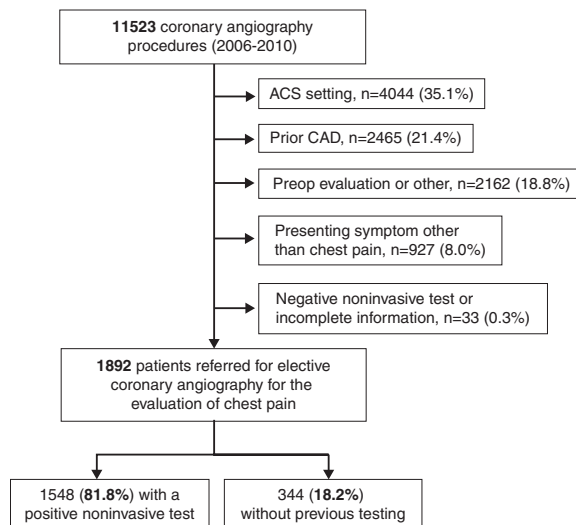 11523 coronary angiography
procedures (2006-2010)
ACS setting, n=4044 (35.1%)
Prior CAD, n=2465 (21.4%)
Preop evaluation or other, n=2162 (18.8%)
Presenting symptom other
than chest pain, n=927 (8.0%)
Negative noninvasive test or
incomplete information, n=33 (0.3%)
1892 patients referred for elective
coronary angiography for the
evaluation of chest pain
1548 (81.8%) with a
positive noninvasive test
344 (18.2%)
without previous testing